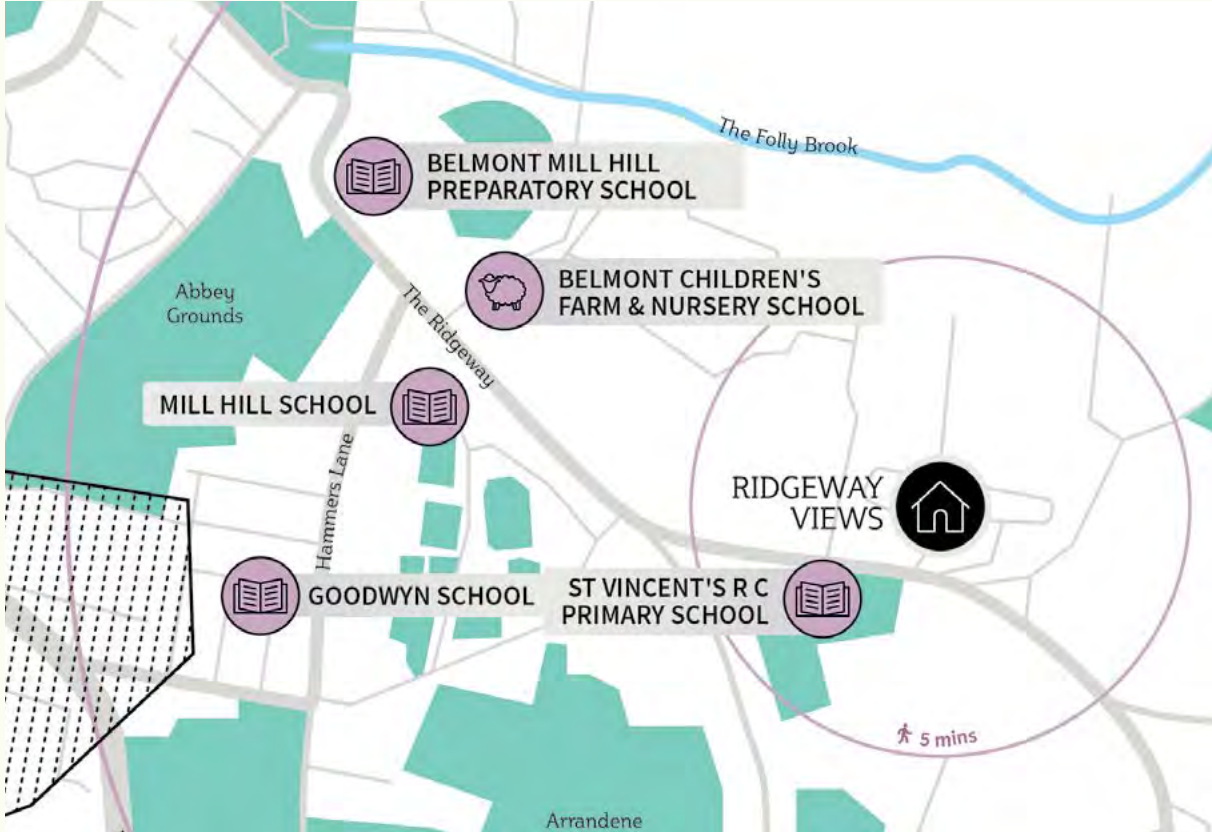 The Folly Brook
BELMONT MILL HILL
PREPARATORY SCHOOL
BELMONT CHILDREN'S
FARM & NURSERY SCHOOL
Abbey
Grounds
The Ridgeway
MILL HILL SCHOOL
Hammers Lane
RIDGEWAY
VIEWS
GOODWYN SCHOOL
ST VINCENT'S R C
PRIMARY SCHOOL
5 mins
Arrandene